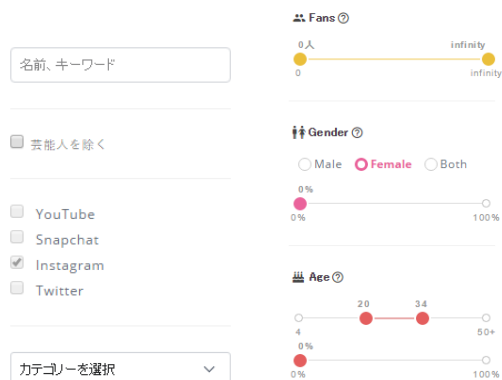 名前、キーワード
芸能人を除く
YouTube
Snapchat
Instagram
Twitter
カテゴリーを選択
Fans
0人 infinity
0 infinity
Gender
Male Female Both
0%
0% 100%
Age
20 34
4 50+
0%
0% 100%